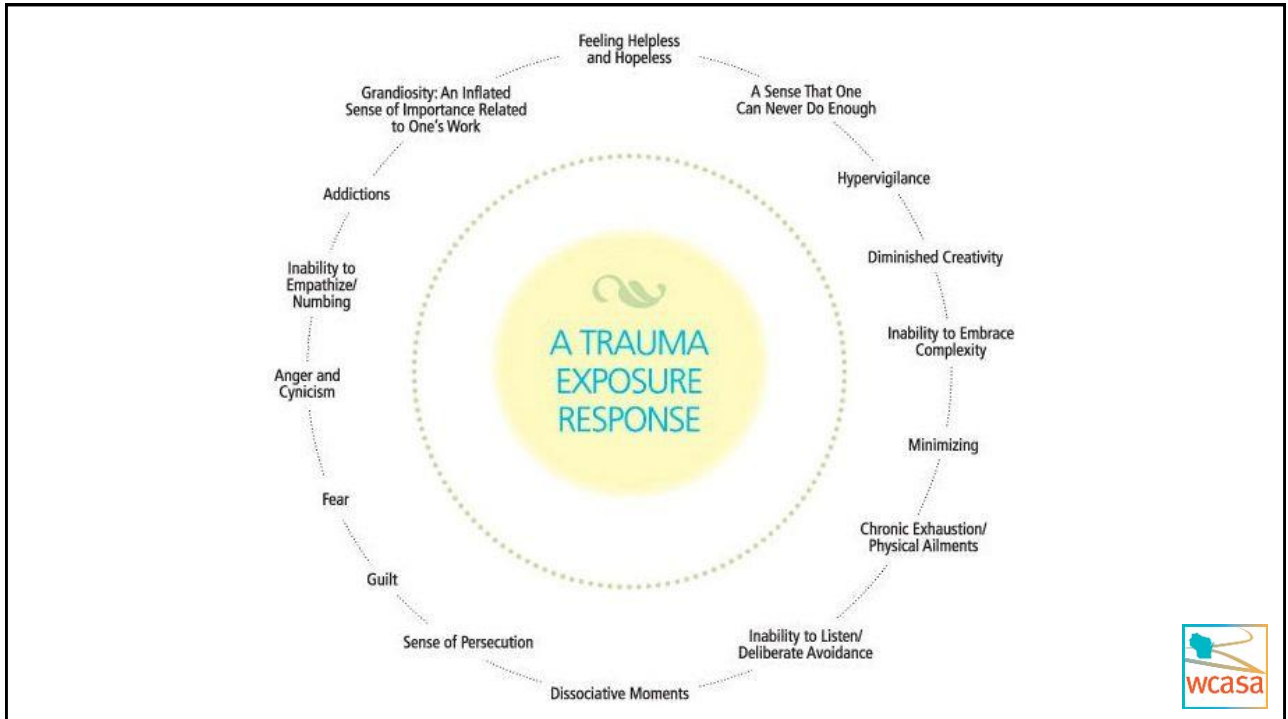 Feeling Helpless
and Hopeless
A Sense That One
Can Never Do Enough
Hypervigilance
Diminished Creativity
Inability to Embrace
Complexity
Minimizing
Chronic Exhaustion/
Physical Ailments
Inability to Listen/
Deliberate Avoidance
Dissociative Moments
Sense of Persecution
Guilt
Fear
Anger and
Cynicism
Inability to
Empathize/
Numbing
Addictions
Grandiosity: An Inflated
Sense of Importance Related
to One's Work
A TRAUMA
EXPOSURE
RESPONSE
wcasa